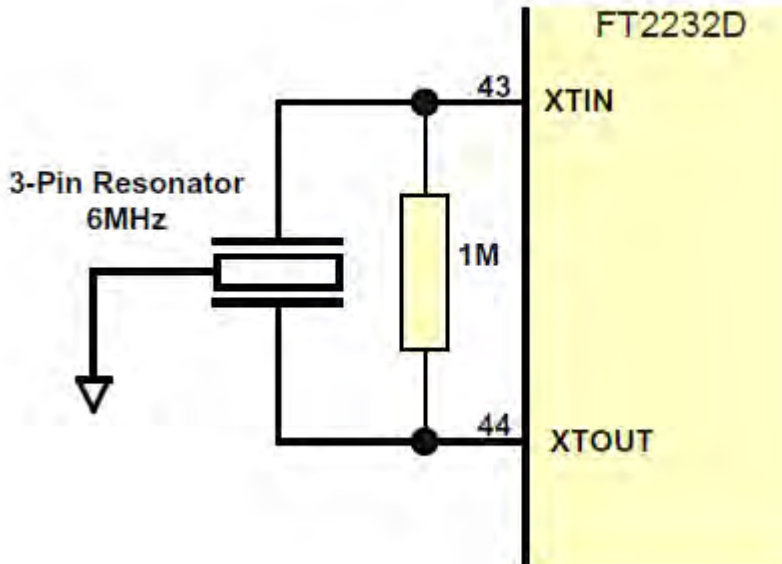 FT2232D
43
XTIN
3-Pin Resonator
6MHz
1M
44
XTOUT